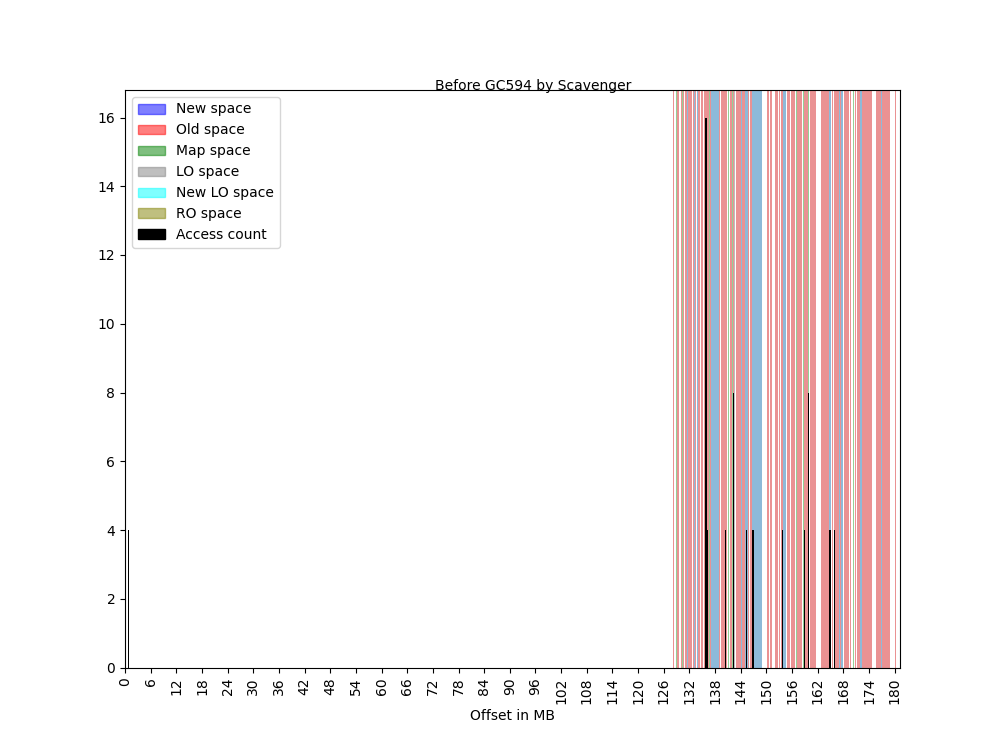 Before GC594 by Scavenger
New space
Old space
Map space
LO space
New LO space
RO space
Access count
16
14
12
10
8
6
4
2
0
0 6 12 18 24 30 36 42 48 54 60 66 72 78 84 90 96 102 108 114 120 126 132 138 144 150 156 162 168 174 180
Offset in MB